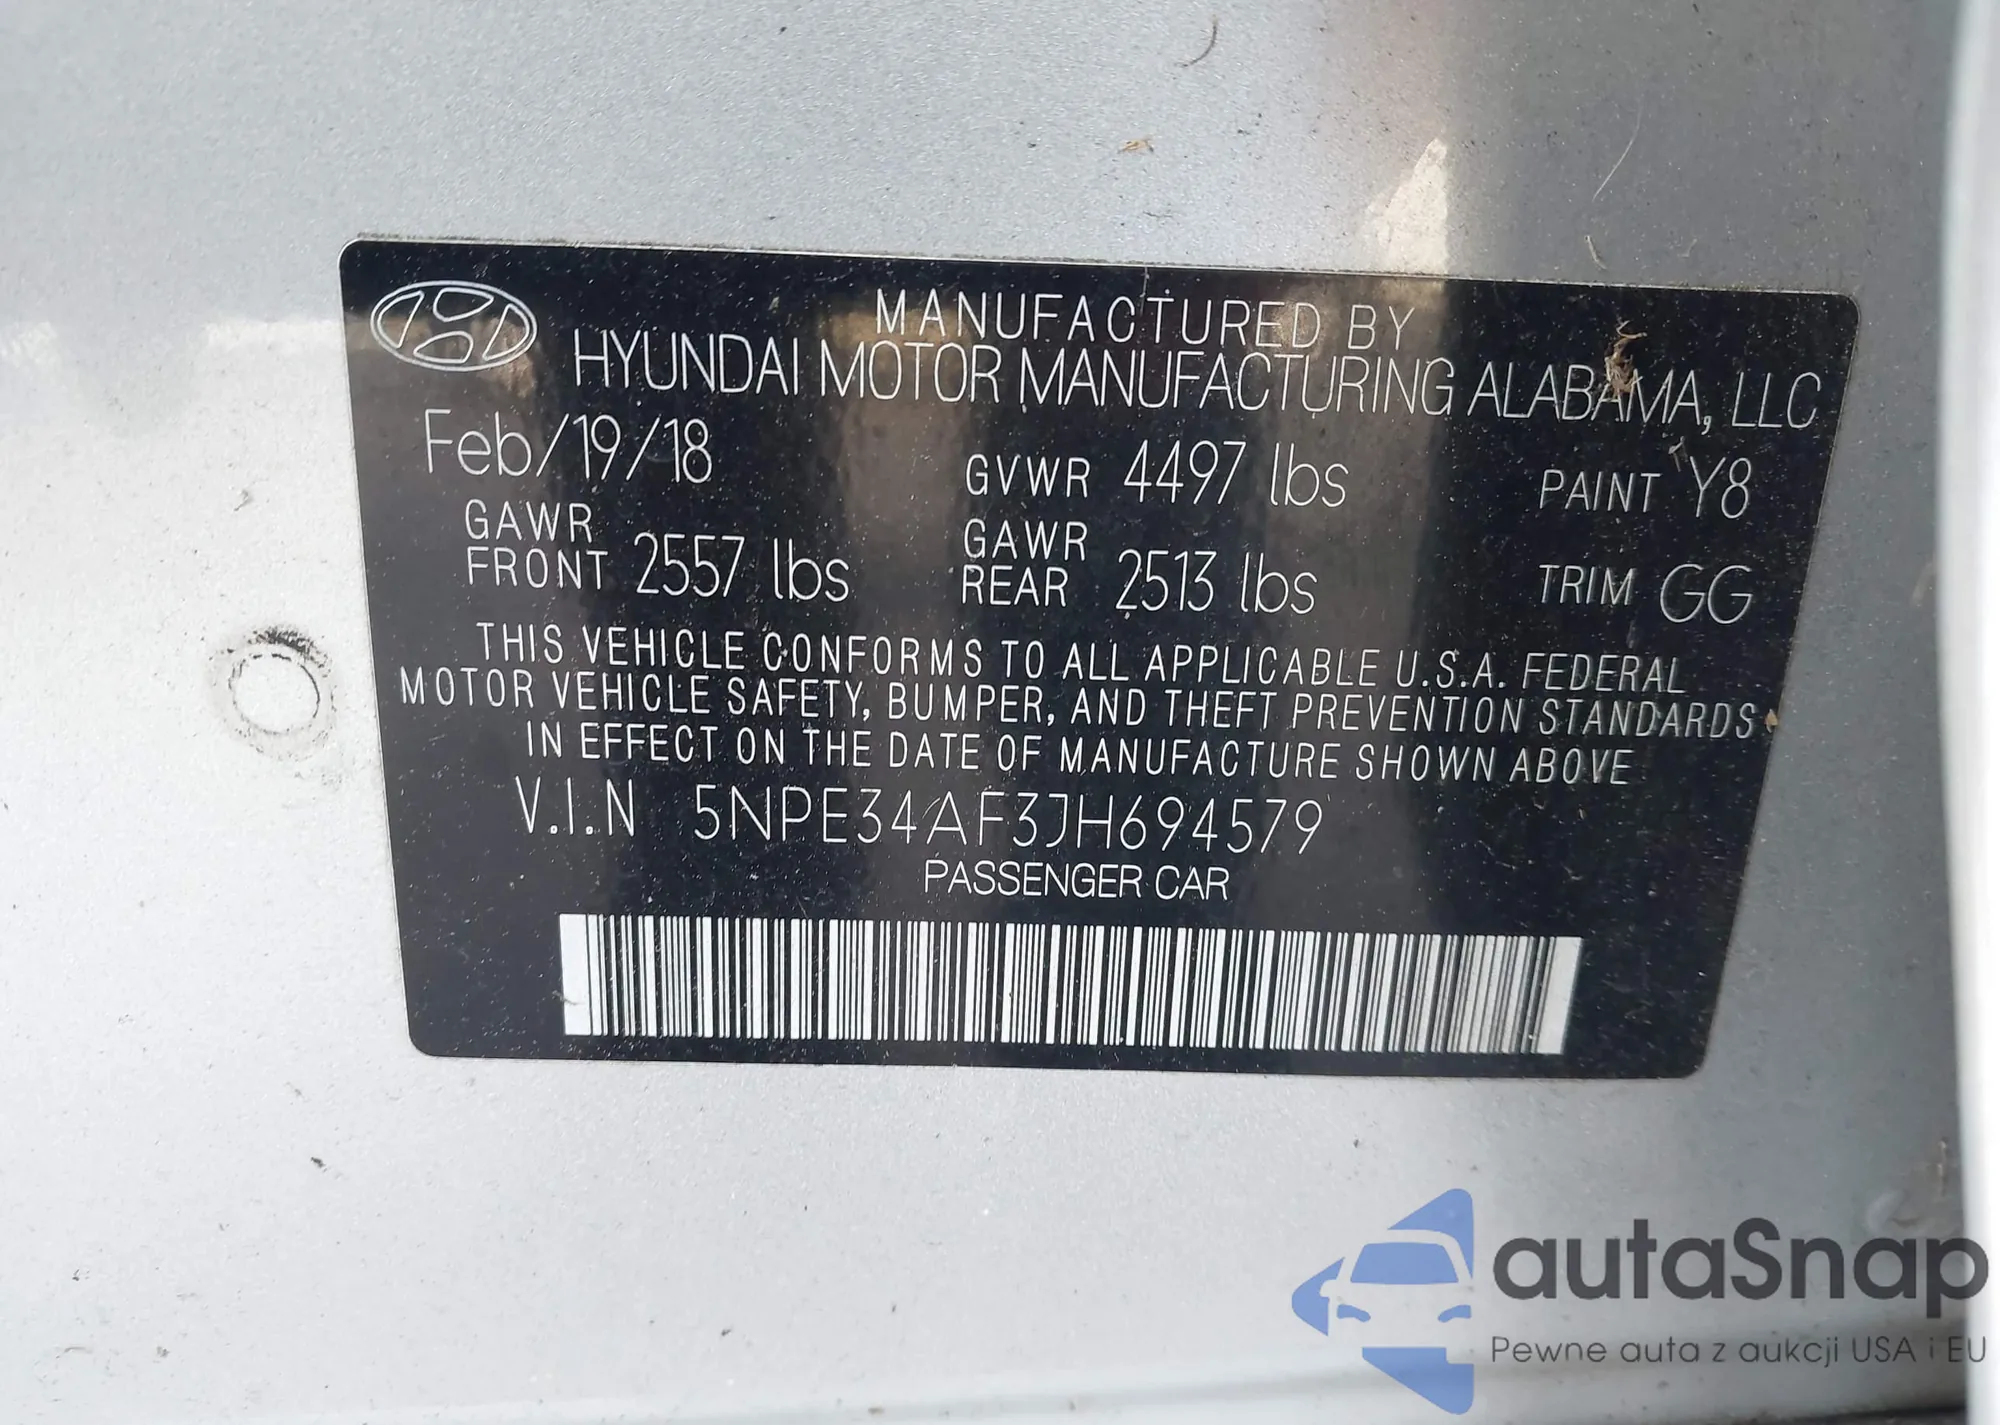 MANUFACTURED BY
HYUNDAI MOTOR MANUFACTURING ALABAMA, LLC
Feb/19/18 GVWR 4497 lbs PAINT Y8
GAWR FRONT 2557 lbs GAWR REAR 2513 lbs TRIM GG
THIS VEHICLE CONFORMS TO ALL APPLICABLE U.S.A. FEDERAL
MOTOR VEHICLE SAFETY, BUMPER, AND THEFT PREVENTION STANDARDS
IN EFFECT ON THE DATE OF MANUFACTURE SHOWN ABOVE
V.I.N 5NPE34AF3JH694579
PASSENGER CAR
autaSnap
Pewne auta z aukcji USA i EU